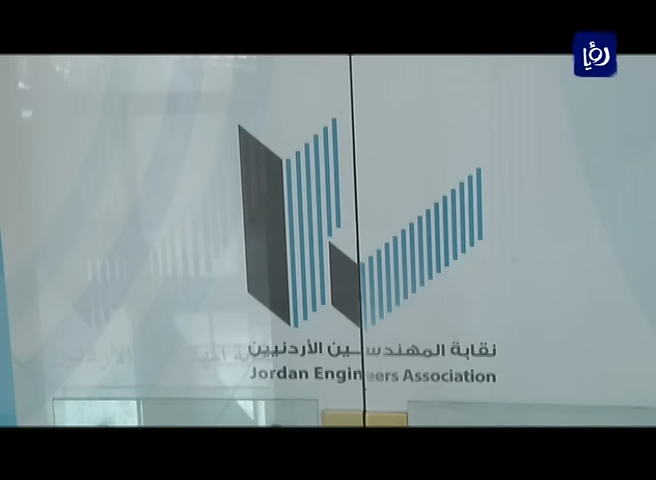 رؤيا
نقابة المهندسين الأردنيين
Jordan Engineers Association